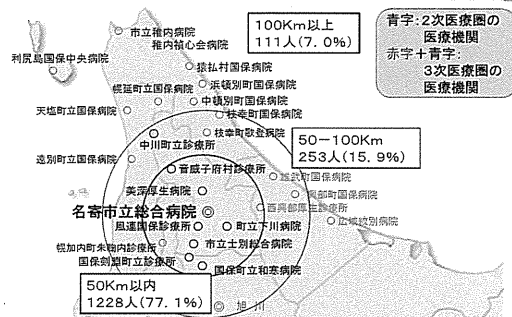 100Km以上
111人(7.0%)
青字:2次医療圏の
医療機関
赤字+青字:
3次医療圏の
医療機関
市立稚内病院
稚内禎心会病院
利尻島国保中央病院
猿払村国保病院
浜頓別町国保病院
幌延町立国保病院
中頓別町国保病院
天塩町立国保病院
枝幸町国保病院
枝幸町歌登病院
中川町立診療所
50-100Km
253人(15.9%)
遠別町立国保病院
音威子府村診療所
雄武町国保病院
美深厚生病院
興部町国保病院
西興部厚生診療所
名寄市立総合病院
広域紋別病院
風連国保診療所
町立下川病院
幌加内町朱鞠内診療所
市立士別総合病院
国保剣淵町立診療所
国保町立和寒病院
50Km以内
1228人(77.1%)
旭川